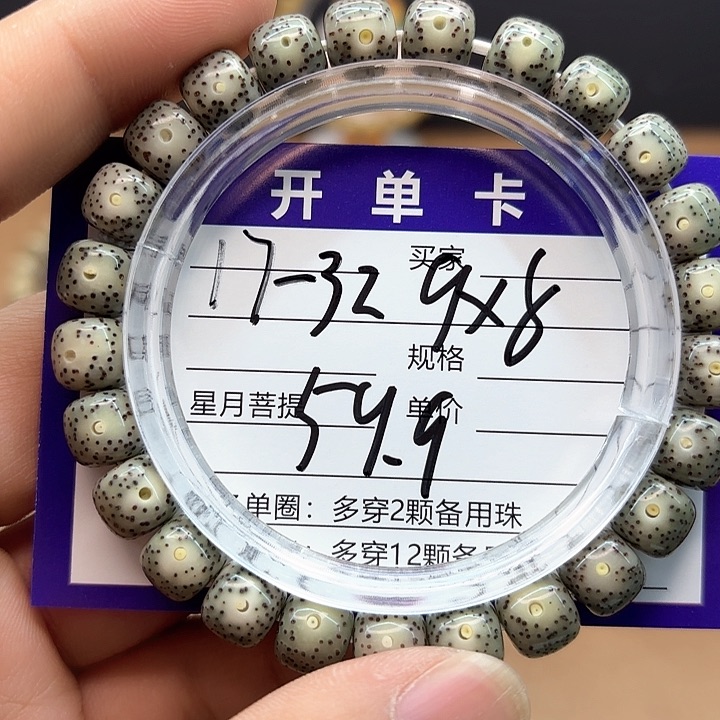 开单卡
买家
17-32 9x8
规格
星月菩提 单价
54.9
单圈：多穿2颗备用珠
：多穿12颗备